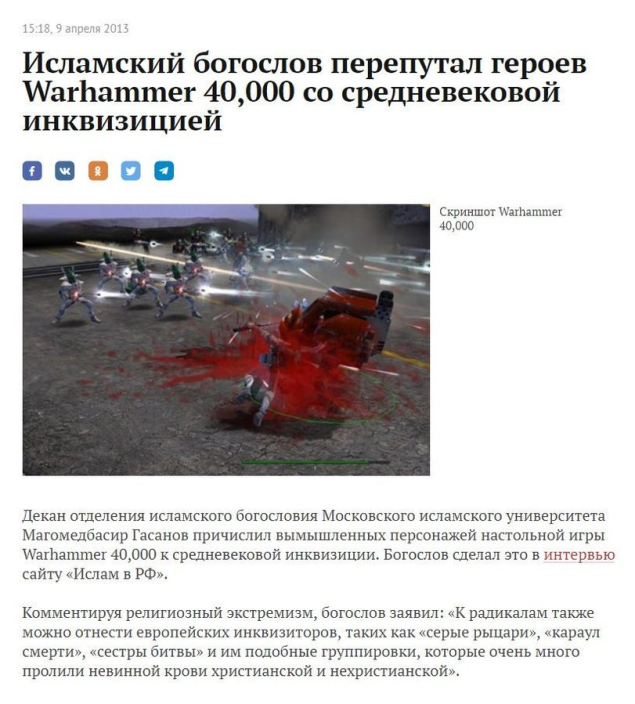 15:18, 9 апреля 2013
Исламский богослов перепутал героев
Warhammer 40,000 со средневековой
инквизицией
Скриншот Warhammer
40,000
Декан отделения исламского богословия Московского исламского университета
Магомедбасир Гасанов причислил вымышленных персонажей настольной игры
Warhammer 40,000 к средневековой инквизиции. Богослов сделал это в интервью
сайту «Ислам в РФ».
Комментируя религиозный экстремизм, богослов заявил: «К радикалам также
можно отнести европейских инквизиторов, таких как «серые рыцари», «караул
смерти», «сестры битвы» и им подобные группировки, которые очень много
пролили невинной крови христианской и нехристианской».